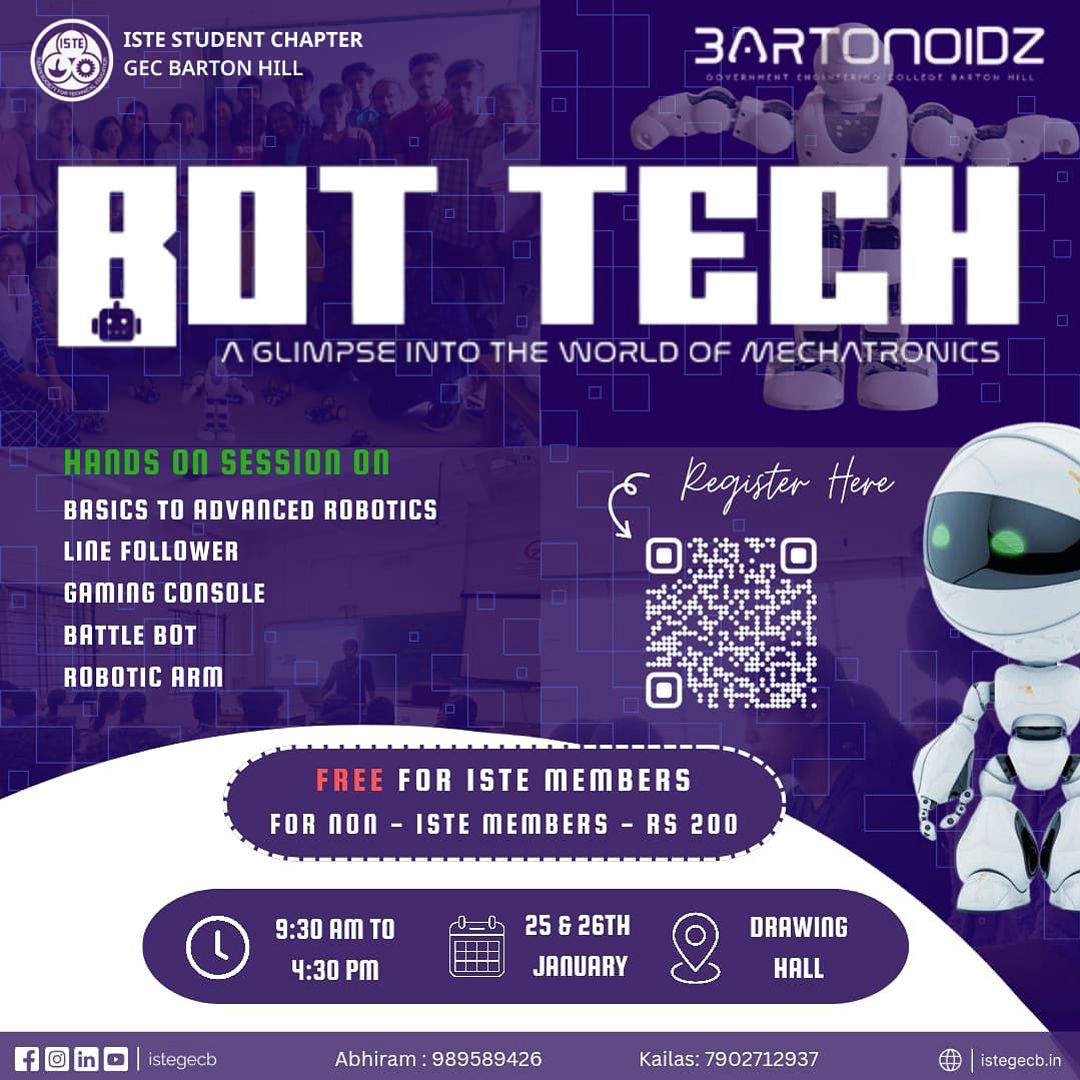 ISTE
ISTE STUDENT CHAPTER
GEC BARTON HILL
BARTONOIDZ
GOVERNMENT ENGINEERING COLLEGE BARTON HILL
BOT TECH
A GLIMPSE INTO THE WORLD OF MECHATRONICS
HANDS ON SESSION ON
BASICS TO ADVANCED ROBOTICS
LINE FOLLOWER
GAMING CONSOLE
BATTLE BOT
ROBOTIC ARM
Register Here
FREE FOR ISTE MEMBERS
FOR NON - ISTE MEMBERS - RS 200
9:30 AM TO
4:30 PM
25 & 26TH
JANUARY
DRAWING
HALL
istegecb
Abhiram : 989589426
Kailas: 7902712937
istegecb.in